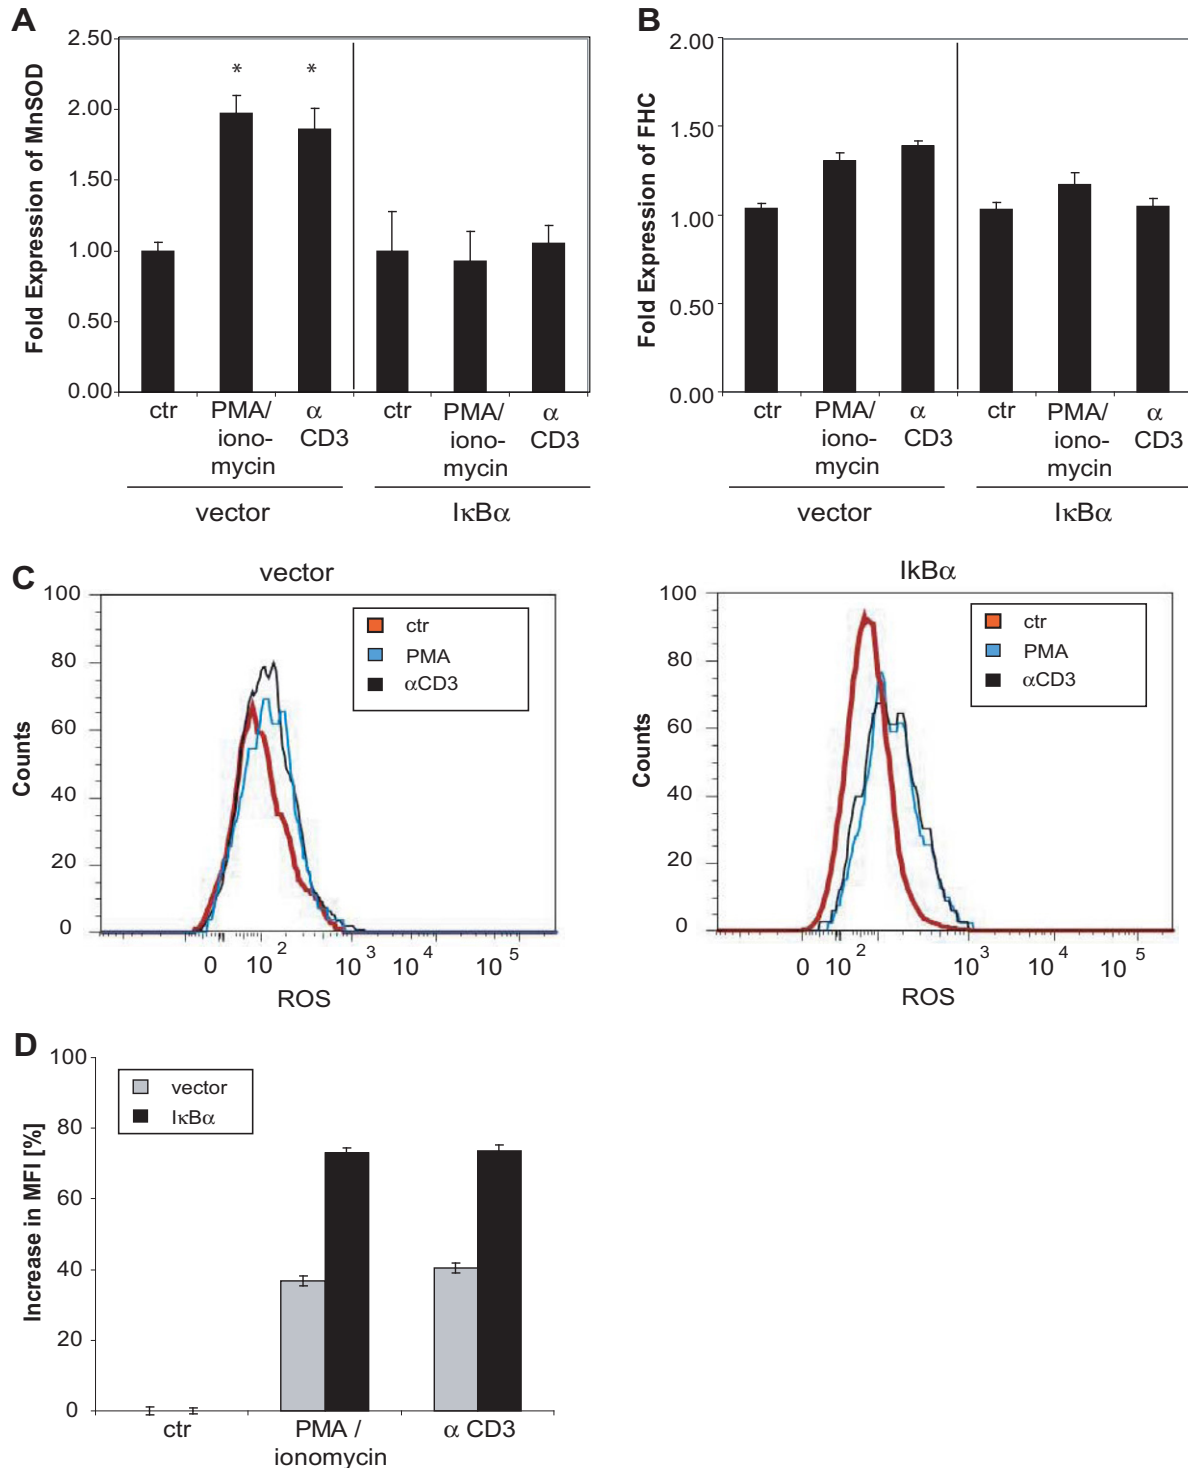 A
Fold Expression of MnSOD
2.50
2.00
1.50
1.00
0.50
0.00
*
*
ctr
PMA/
iono-
mycin
α
CD3
ctr
PMA/
iono-
mycin
α
CD3
vector
IκBα
B
Fold Expression of FHC
2.00
1.50
1.00
0.50
0.00
ctr
PMA/
iono-
mycin
α
CD3
ctr
PMA/
iono-
mycin
α
CD3
vector
IκBα
C
vector
Counts
100
80
60
40
20
0
ctr
PMA
αCD3
0 10^2 10^3 10^4 10^5
ROS
IkBα
Counts
100
80
60
40
20
0
ctr
PMA
αCD3
0 10^2 10^3 10^4 10^5
ROS
D
Increase in MFI [%]
100
80
60
40
20
0
vector
IκBα
ctr
PMA /
ionomycin
α CD3